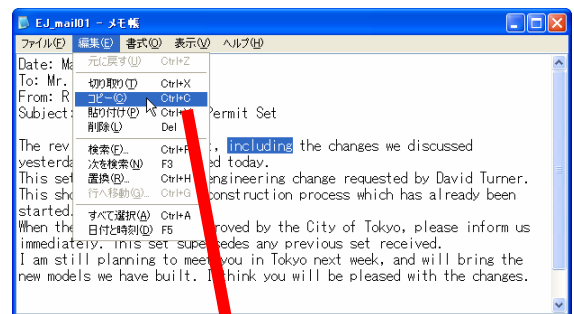 EJ_mail01 - メモ帳
ファイル(F) 編集(E) 書式(O) 表示(V) ヘルプ(H)
元に戻す(U) Ctrl+Z
切り取り(T) Ctrl+X
コピー(C) Ctrl+C
貼り付け(P)
削除(L) Del
検索(F)...
次を検索(N) F3
置換(R)... Ctrl+H
行へ移動(G)... Ctrl+G
すべて選択(A) Ctrl+A
日付と時刻(D) F5
Date:
To: Mr.
From: R
Subject: Permit Set
The rev , including the changes we discussed
yesterda ed today.
This set engineering change requested by David Turner.
This sho construction process which has already been
started.
When the roved by the City of Tokyo, please inform us
immediately. This set supersedes any previous set received.
I am still planning to meet you in Tokyo next week, and will bring the
new models we have built. I think you will be pleased with the changes.